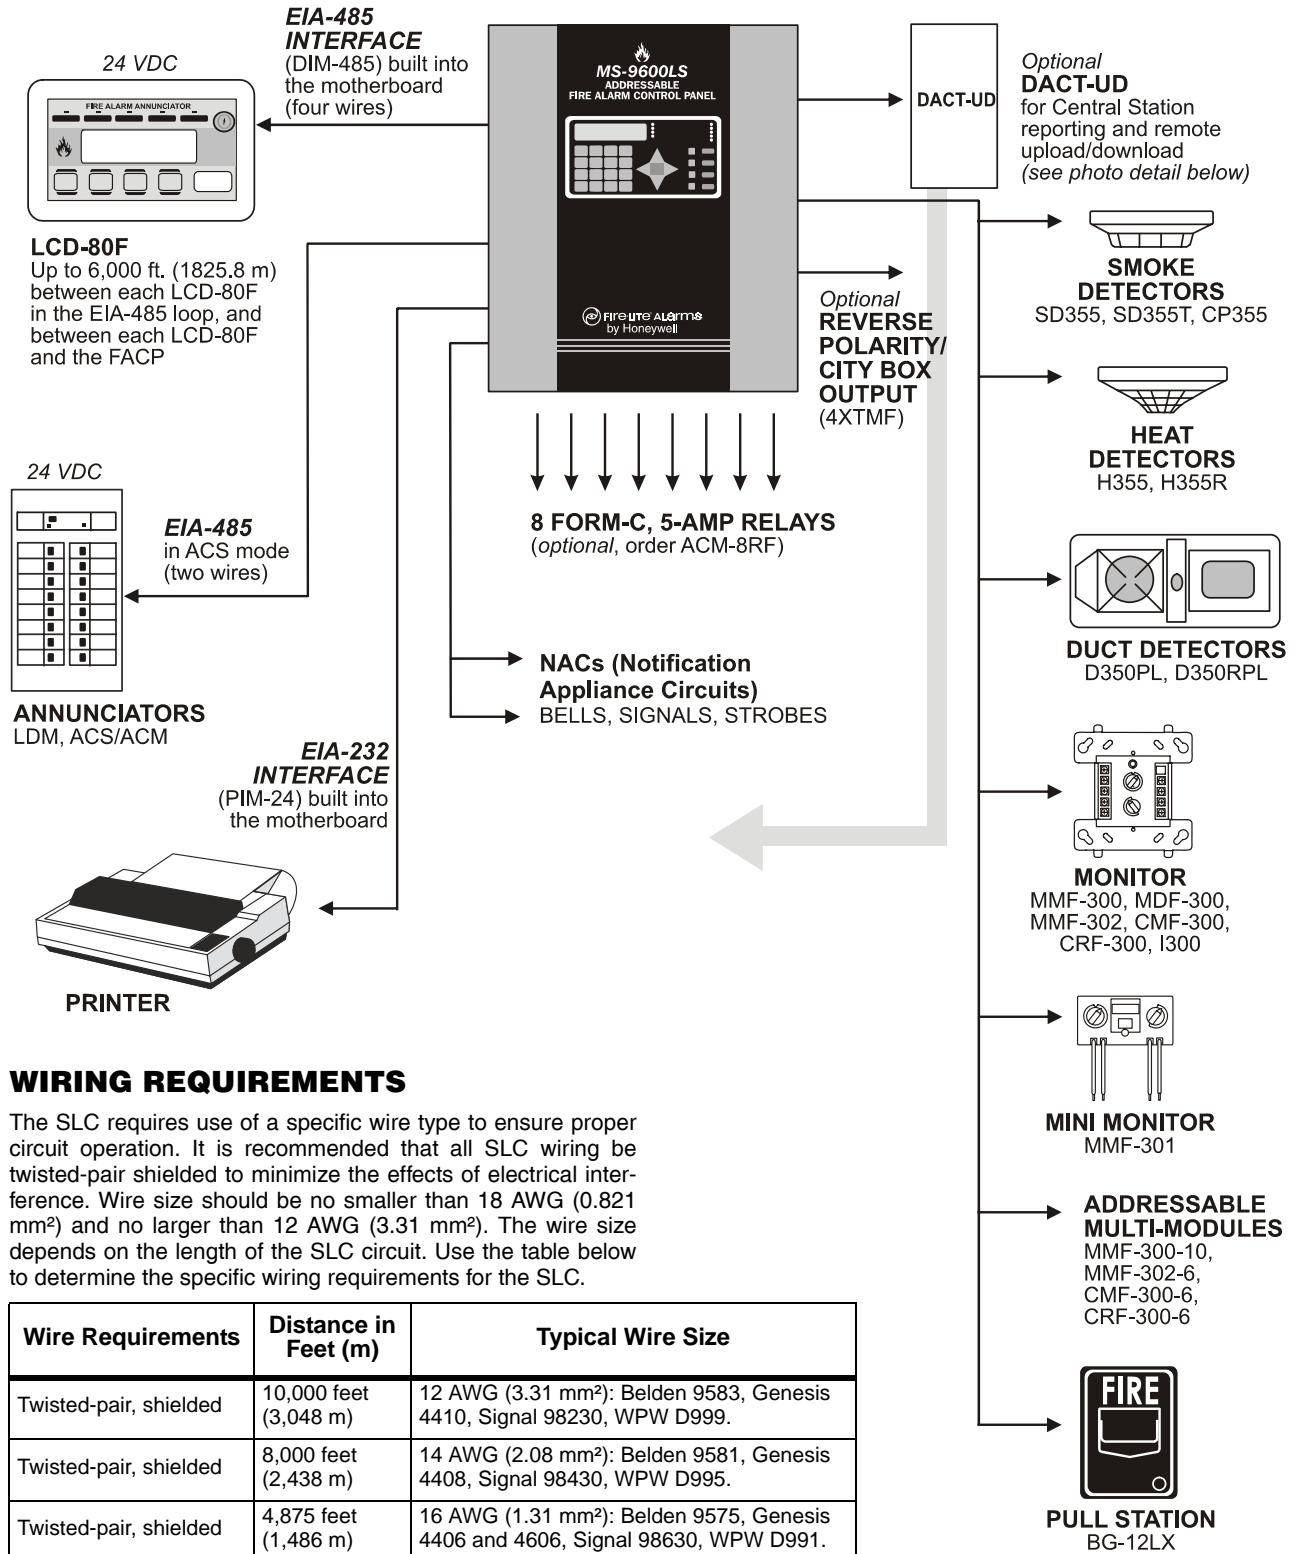 EIA-485
INTERFACE
(DIM-485) built into
the motherboard
(four wires)
24 VDC
FIRE ALARM ANNUNCIATOR
LCD-80F
Up to 6,000 ft. (1825.8 m)
between each LCD-80F
in the EIA-485 loop, and
between each LCD-80F
and the FACP
MS-9600LS
ADDRESSABLE
FIRE ALARM CONTROL PANEL
FIRE-LITE ALARMS
by Honeywell
DACT-UD
Optional
DACT-UD
for Central Station
reporting and remote
upload/download
(see photo detail below)
SMOKE
DETECTORS
SD355, SD355T, CP355
Optional
REVERSE
POLARITY/
CITY BOX
OUTPUT
(4XTMF)
HEAT
DETECTORS
H355, H355R
24 VDC
EIA-485
in ACS mode
(two wires)
ANNUNCIATORS
LDM, ACS/ACM
8 FORM-C, 5-AMP RELAYS
(optional, order ACM-8RF)
DUCT DETECTORS
D350PL, D350RPL
NACs (Notification
Appliance Circuits)
BELLS, SIGNALS, STROBES
EIA-232
INTERFACE
(PIM-24) built into
the motherboard
PRINTER
MONITOR
MMF-300, MDF-300,
MMF-302, CMF-300,
CRF-300, I300
MINI MONITOR
MMF-301
ADDRESSABLE
MULTI-MODULES
MMF-300-10,
MMF-302-6,
CMF-300-6,
CRF-300-6
FIRE
PULL STATION
BG-12LX
WIRING REQUIREMENTS
The SLC requires use of a specific wire type to ensure proper
circuit operation. It is recommended that all SLC wiring be
twisted-pair shielded to minimize the effects of electrical inter-
ference. Wire size should be no smaller than 18 AWG (0.821
mm²) and no larger than 12 AWG (3.31 mm²). The wire size
depends on the length of the SLC circuit. Use the table below
to determine the specific wiring requirements for the SLC.
Wire Requirements
Distance in
Feet (m)
Typical Wire Size
Twisted-pair, shielded
10,000 feet
(3,048 m)
12 AWG (3.31 mm²): Belden 9583, Genesis
4410, Signal 98230, WPW D999.
Twisted-pair, shielded
8,000 feet
(2,438 m)
14 AWG (2.08 mm²): Belden 9581, Genesis
4408, Signal 98430, WPW D995.
Twisted-pair, shielded
4,875 feet
(1,486 m)
16 AWG (1.31 mm²): Belden 9575, Genesis
4406 and 4606, Signal 98630, WPW D991.